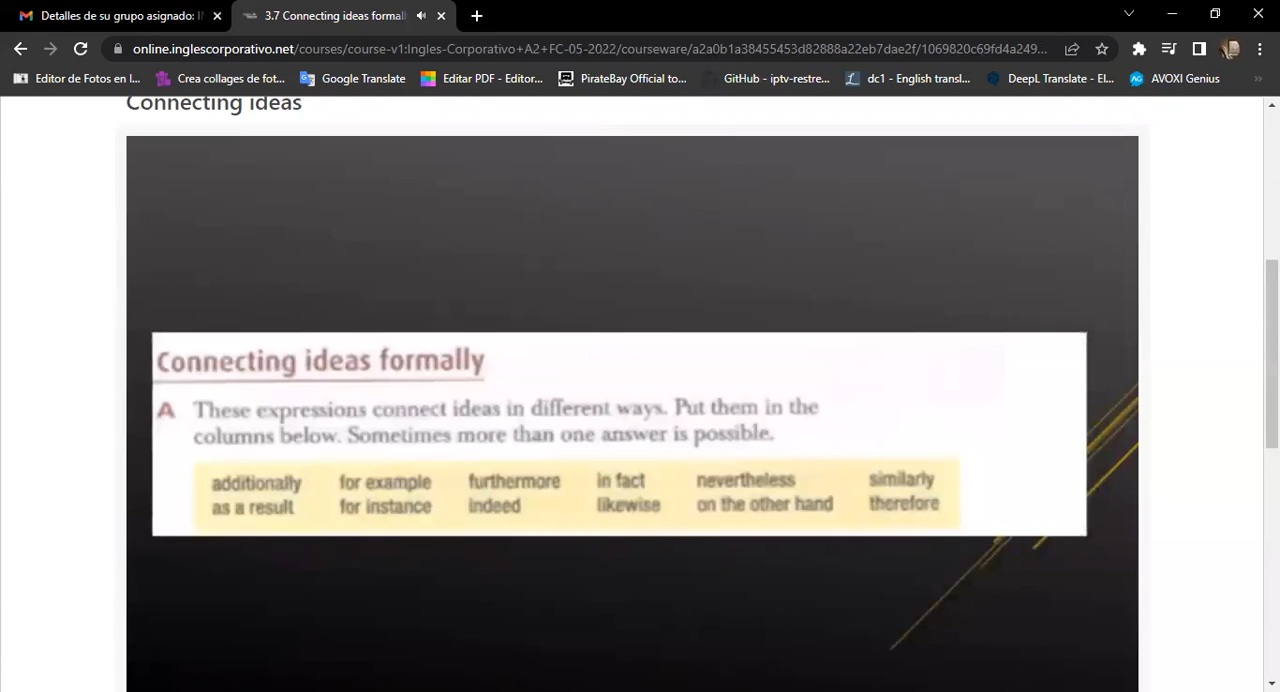 Detalles de su grupo asignado: I
3.7 Connecting ideas formall
online.inglescorporativo.net/courses/course-v1:Ingles-Corporativo+A2+FC-05-2022/courseware/a2a0b1a38455453d82888a22eb7dae2f/1069820c69fd4a249...
Editor de Fotos en l... Crea collages de fot... Google Translate Editar PDF - Editor... PirateBay Official to... GitHub - iptv-restre... dc1 - English transl... DeepL Translate - El... AVOXI Genius »
Connecting ideas
Connecting ideas formally
A These expressions connect ideas in different ways. Put them in the
columns below. Sometimes more than one answer is possible.
additionally for example furthermore in fact nevertheless similarly
as a result for instance indeed likewise on the other hand therefore